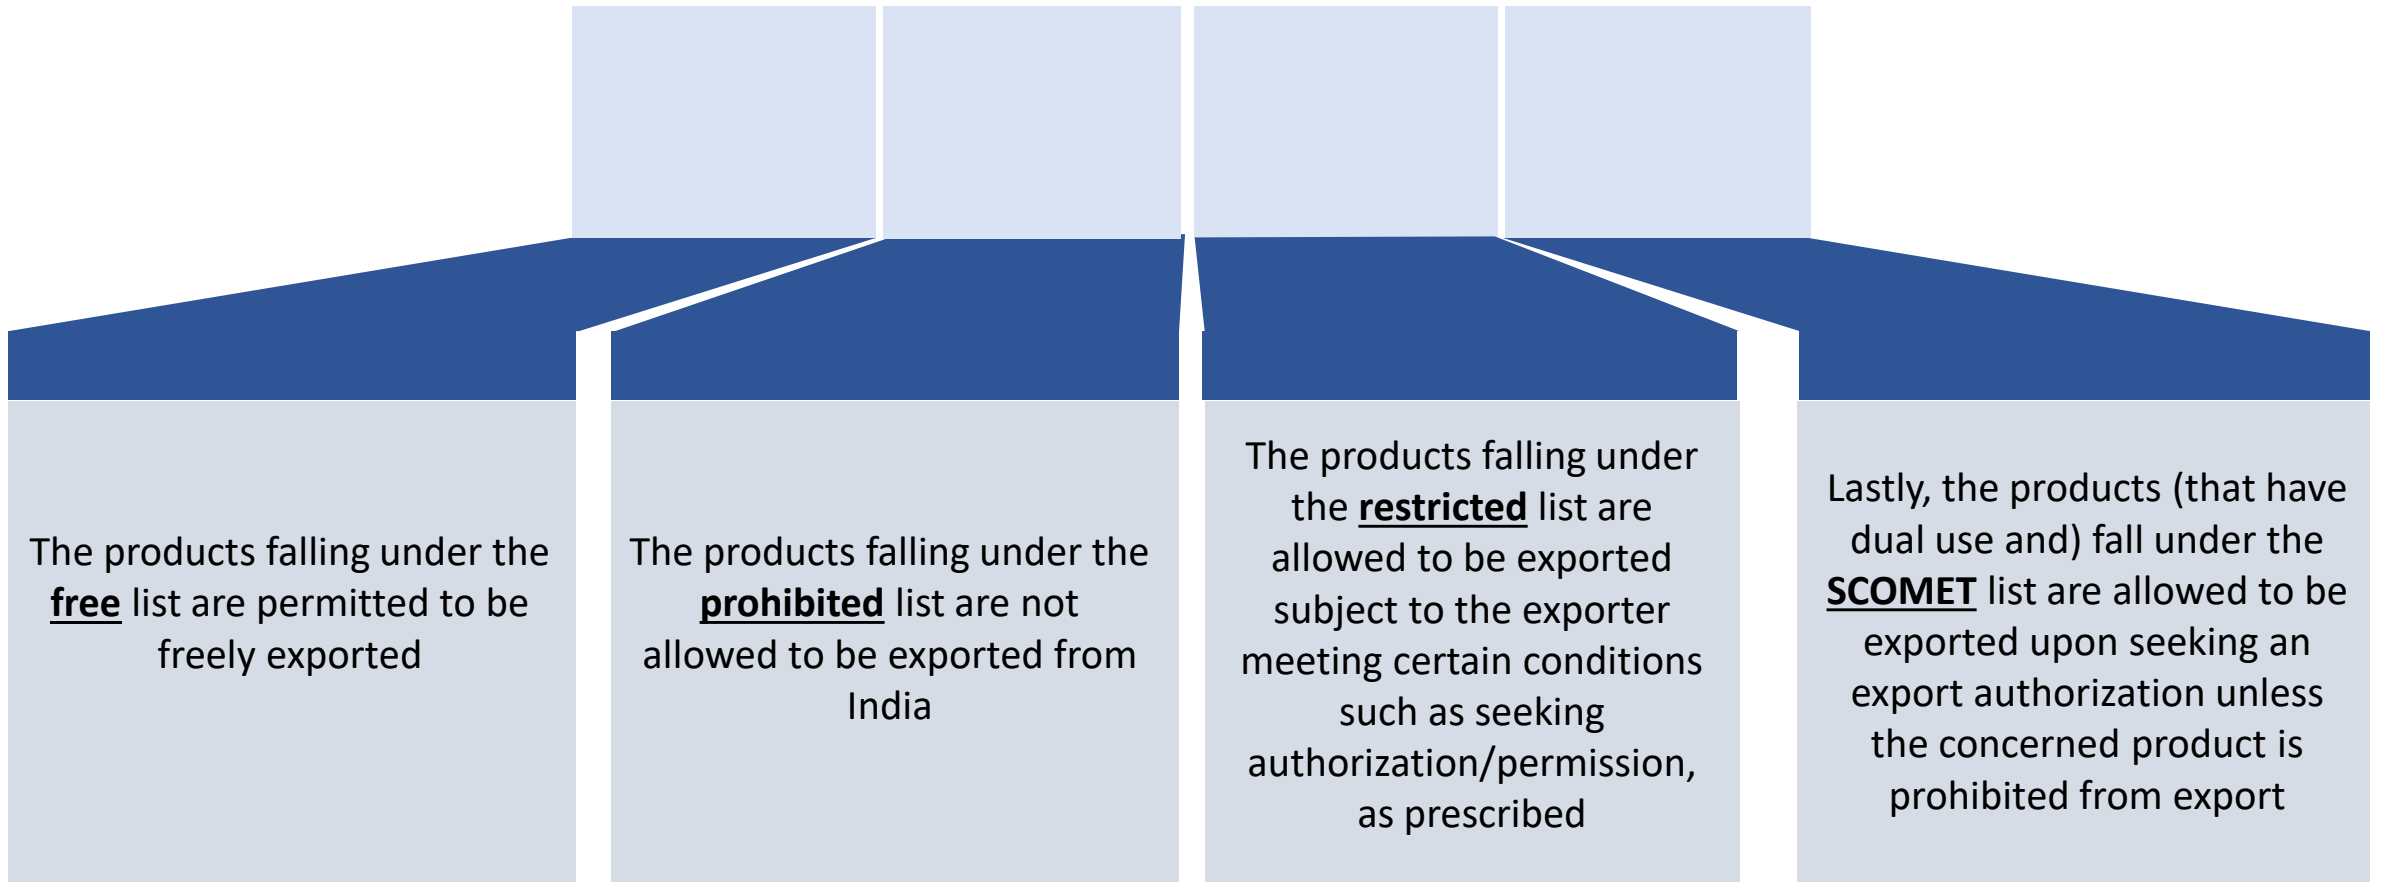 The products falling under the
free list are permitted to be
freely exported
The products falling under the
prohibited list are not
allowed to be exported from
India
The products falling under
the restricted list are
allowed to be exported
subject to the exporter
meeting certain conditions
such as seeking
authorization/permission,
as prescribed
Lastly, the products (that have
dual use and) fall under the
SCOMET list are allowed to be
exported upon seeking an
export authorization unless
the concerned product is
prohibited from export